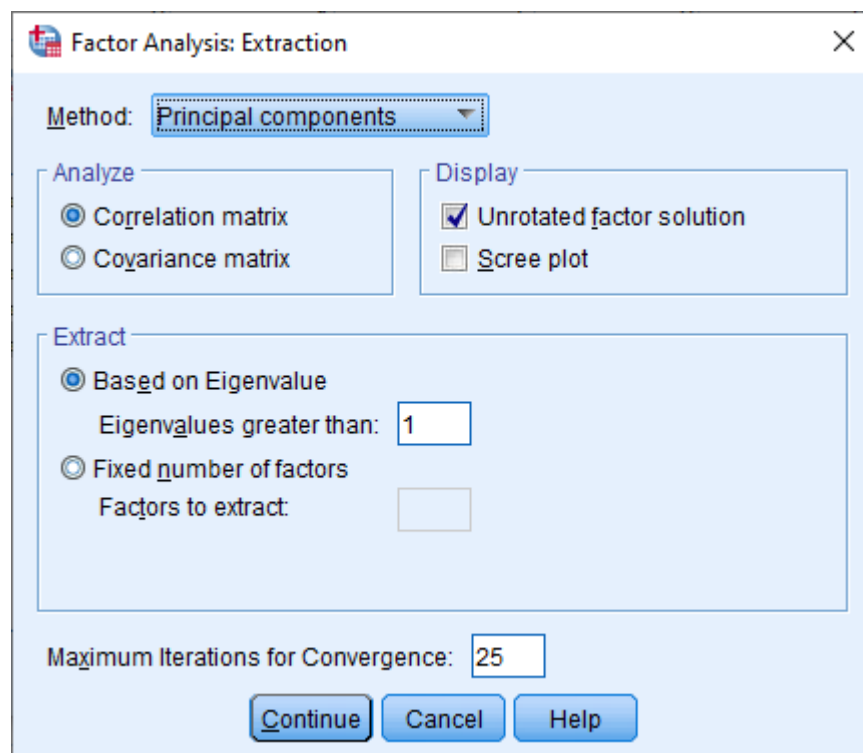 Factor Analysis: Extraction
Method: Principal components
Analyze
Correlation matrix
Covariance matrix
Display
Unrotated factor solution
Scree plot
Extract
Based on Eigenvalue
Eigenvalues greater than: 1
Fixed number of factors
Factors to extract:
Maximum Iterations for Convergence: 25
Continue Cancel Help